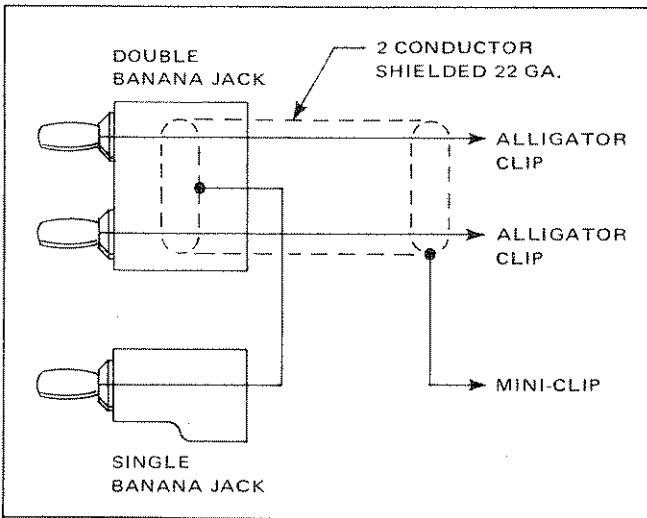 DOUBLE
BANANA JACK
2 CONDUCTOR
SHIELDED 22 GA.
ALLIGATOR
CLIP
ALLIGATOR
CLIP
MINI-CLIP
SINGLE
BANANA JACK